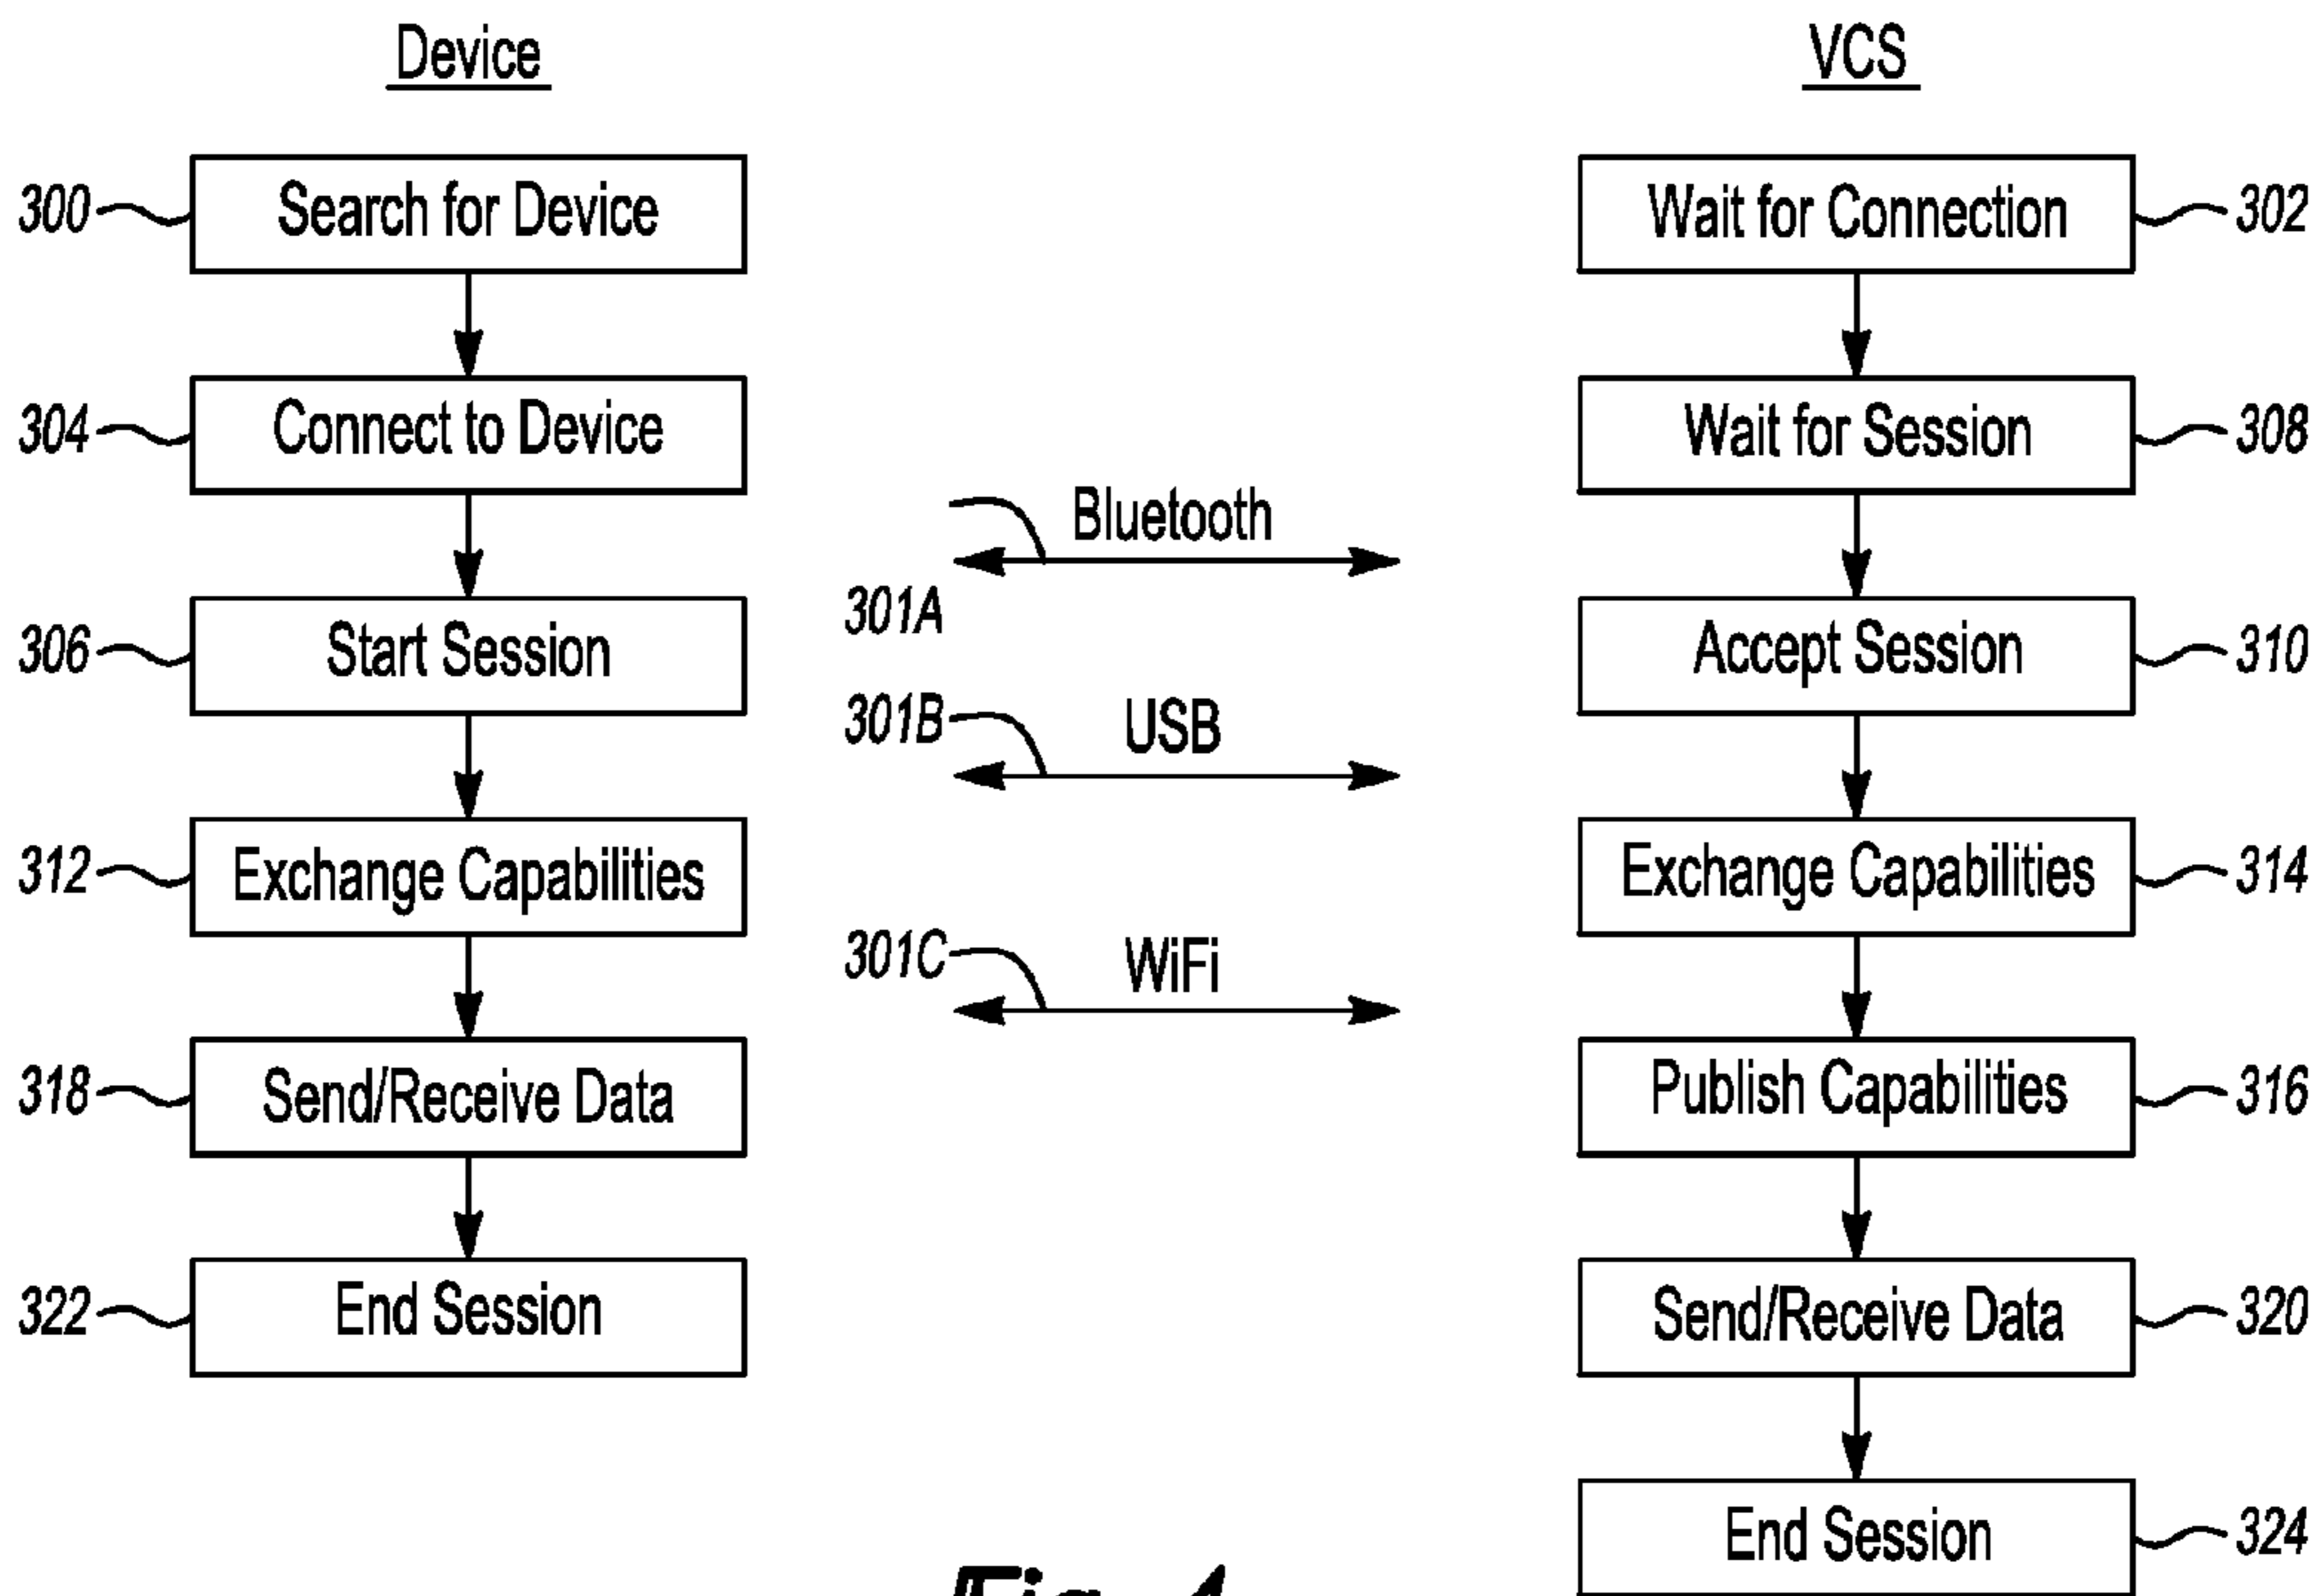 Device
VCS
300
Search for Device
Wait for Connection
302
304
Connect to Device
Wait for Session
308
Bluetooth
301A
306
Start Session
Accept Session
310
301B
USB
312
Exchange Capabilities
Exchange Capabilities
314
301C
WiFi
318
Send/Receive Data
Publish Capabilities
316
322
End Session
Send/Receive Data
320
End Session
324